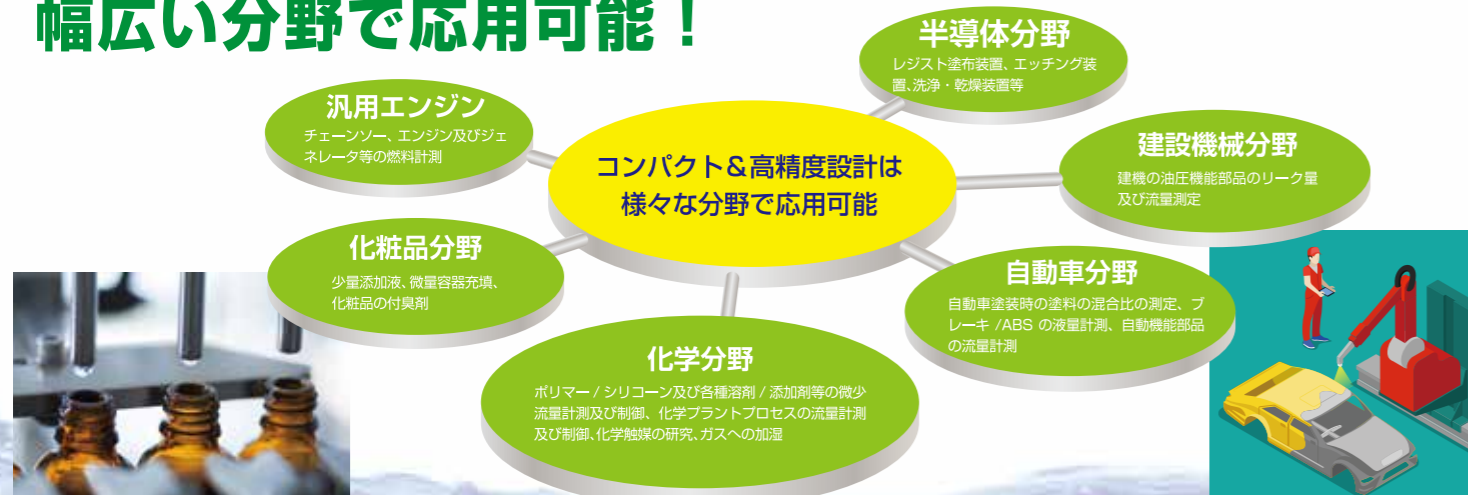 幅広い分野で応用可能！
半導体分野
レジスト塗布装置、エッチング装
置、洗浄・乾燥装置等
汎用エンジン
チェーンソー、エンジン及びジェ
ネレータ等の燃料計測
コンパクト＆高精度設計は
様々な分野で応用可能
建設機械分野
建機の油圧機能部品のリーク量
及び流量測定
化粧品分野
少量添加液、微量容器充填、
化粧品の付臭剤
自動車分野
自動車塗装時の塗料の混合比の測定、ブ
レーキ /ABS の液量計測、自動機能部品
の流量計測
化学分野
ポリマー / シリコーン及び各種溶剤 / 添加剤等の微少
流量計測及び制御、化学プラントプロセスの流量計測
及び制御、化学触媒の研究、ガスへの加湿